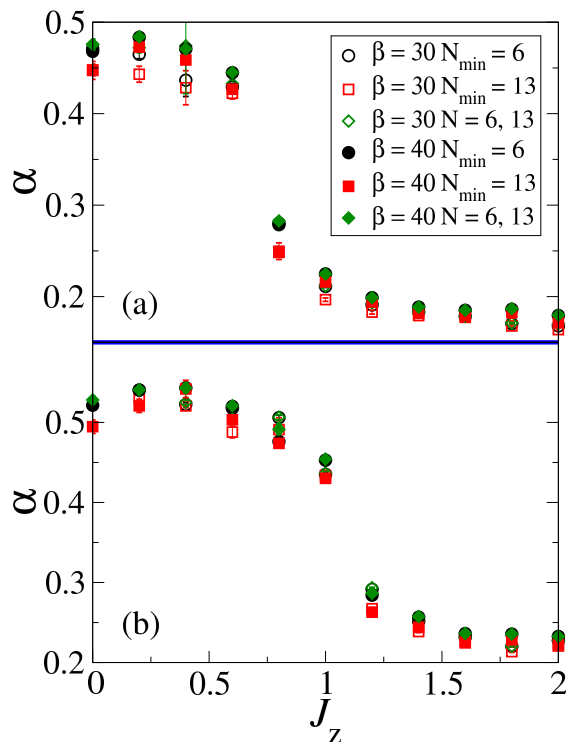 0.5
0.4
0.3
0.2
α
β = 30 N_min = 6
β = 30 N_min = 13
β = 30 N = 6, 13
β = 40 N_min = 6
β = 40 N_min = 13
β = 40 N = 6, 13
(a)
0.5
0.4
0.3
0.2
α
(b)
0 0.5 1 1.5 2
J_z